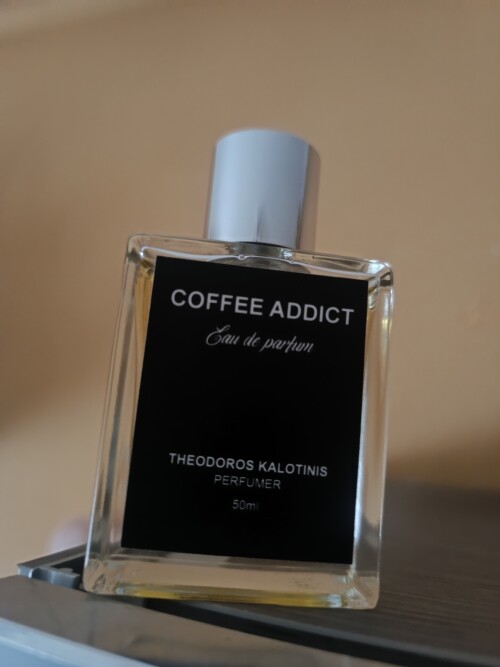 COFFEE ADDICT
Eau de parfum
THEODOROS KALOTINIS
PERFUMER
50ml